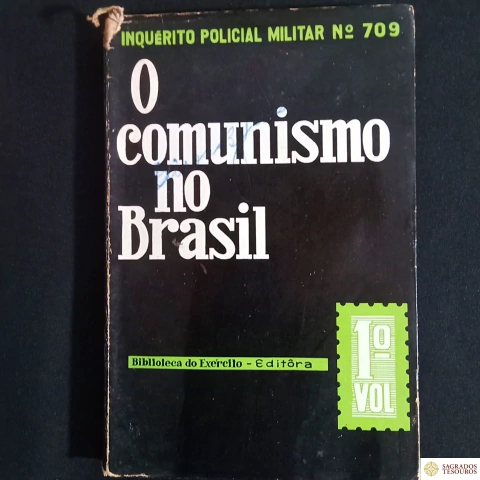 INQUÉRITO POLICIAL MILITAR Nº 709
O
comunismo
no
Brasil
1º
VOL
Biblioteca do Exército - Editôra
SAGRADOS
TESOUROS